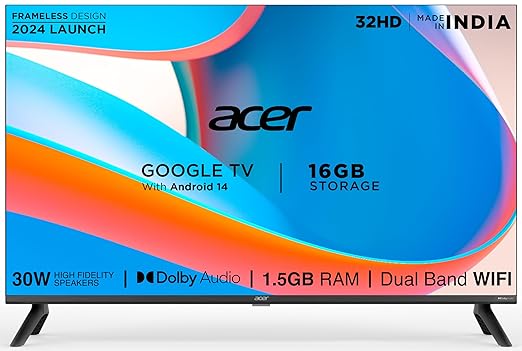 FRAMELESS DESIGN
2024 LAUNCH
32HD | MADE IN INDIA
acer
GOOGLE TV
With Android 14
16GB
STORAGE
30W HIGH FIDELITY SPEAKERS | Dolby Audio | 1.5GB RAM | Dual Band WIFI
acer